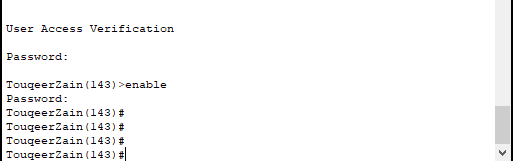 User Access Verification
Password:
TouqeerZain(143)>enable
Password:
TouqeerZain(143)#
TouqeerZain(143)#
TouqeerZain(143)#
TouqeerZain(143)#